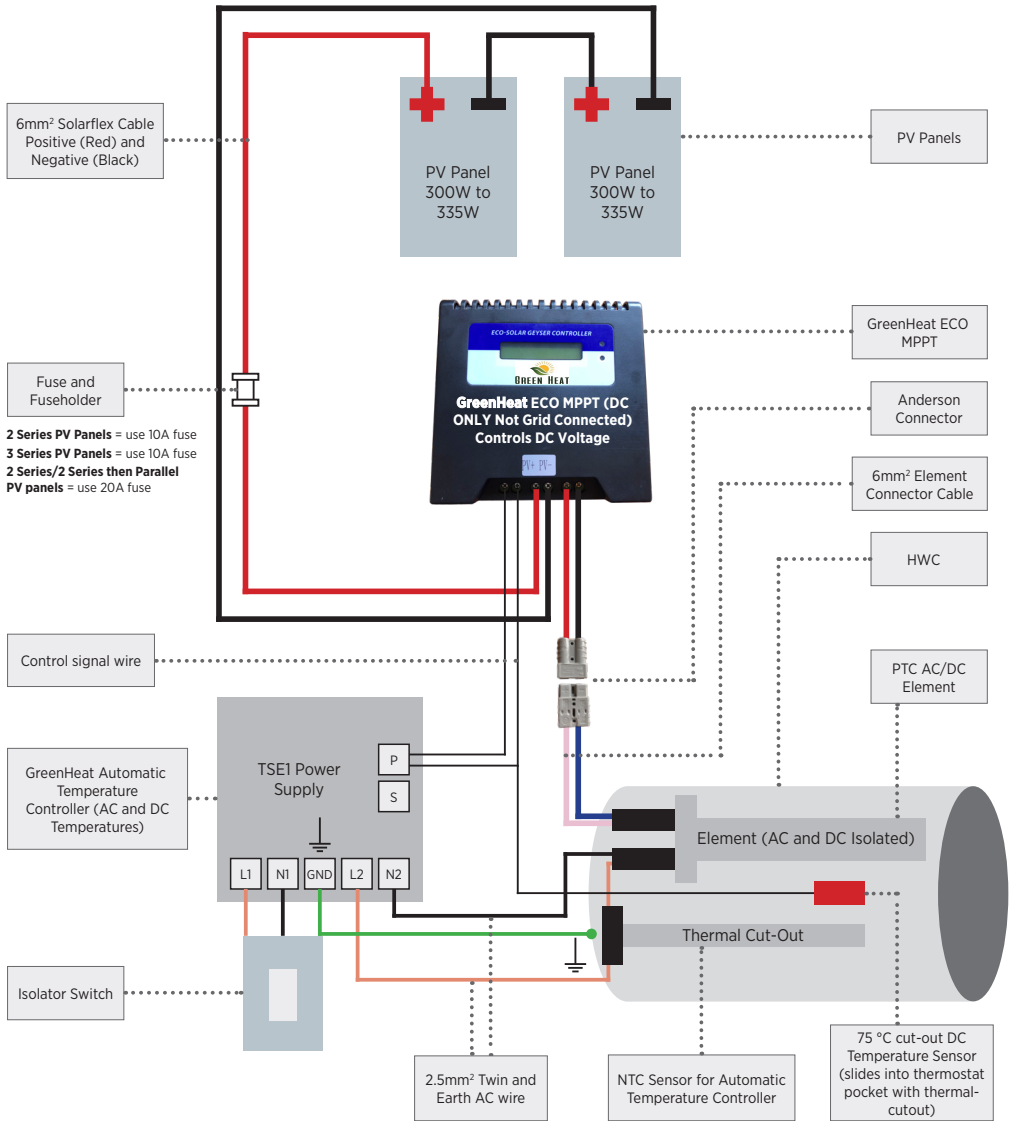 6mm² Solarflex Cable
Positive (Red) and
Negative (Black)
PV Panel
300W to
335W
PV Panel
300W to
335W
PV Panels
ECO-SOLAR GEYSER CONTROLLER
GREEN HEAT
GreenHeat ECO MPPT (DC
ONLY Not Grid Connected)
Controls DC Voltage
PV+ PV-
GreenHeat ECO
MPPT
Fuse and
Fuseholder
2 Series PV Panels = use 10A fuse
3 Series PV Panels = use 10A fuse
2 Series/2 Series then Parallel
PV panels = use 20A fuse
Anderson
Connector
6mm² Element
Connector Cable
HWC
Control signal wire
PTC AC/DC
Element
GreenHeat Automatic
Temperature
Controller (AC and DC
Temperatures)
TSE1 Power
Supply
P
S
L1
N1
GND
L2
N2
Element (AC and DC Isolated)
Thermal Cut-Out
Isolator Switch
2.5mm² Twin and
Earth AC wire
NTC Sensor for Automatic
Temperature Controller
75 °C cut-out DC
Temperature Sensor
(slides into thermostat
pocket with thermal-
cutout)